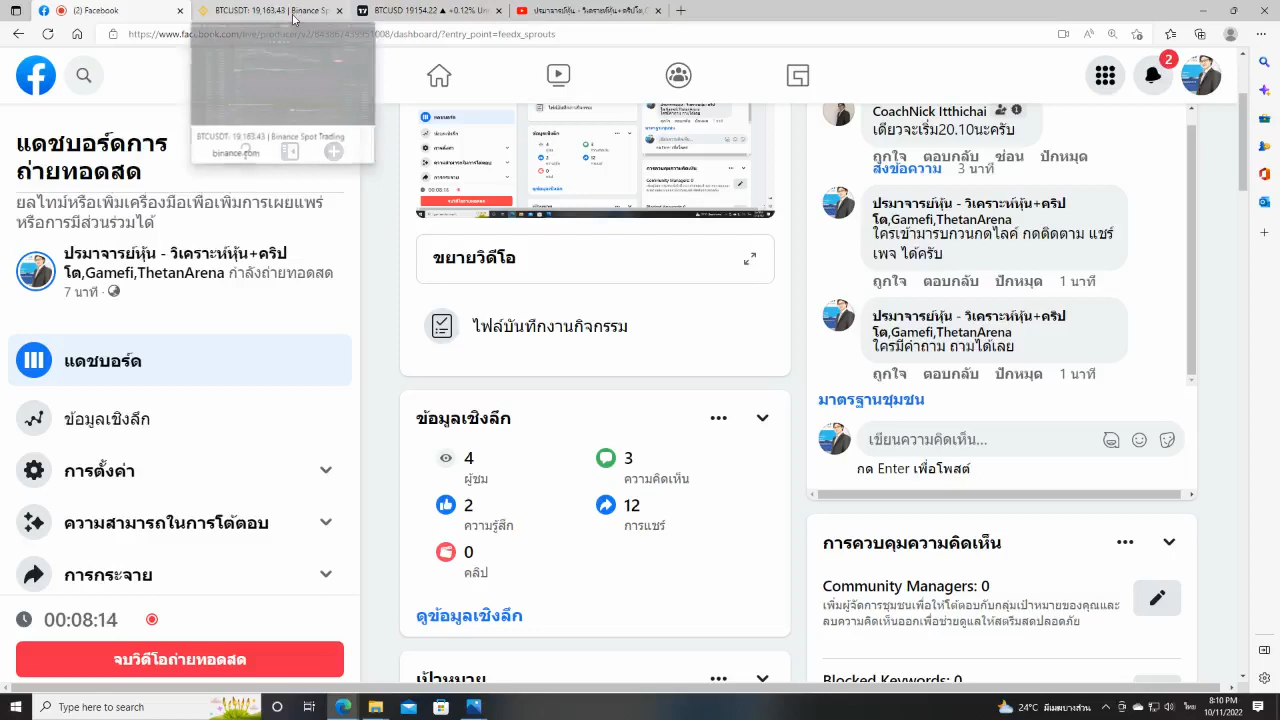 (2) Facebook
BTCUSDT: 19,163.43 | Binance Sp
BTCUSD 19154.22 ▲ +0.12% Unn
ปรมาจารย์หุ้น - วิเคราะห์หุ้น+คริปโต,C
BTCUSDT: 19,163.43 | Binance Spot Trading
binance.com
แดชบอร์ดการ
ถ่ายทอดสด
ยลไทม์หรือเพิ่มเครื่องมือเพื่อเพิ่มการเผยแพร่
หรือการมีส่วนร่วมได้
ปรมาจารย์หุ้น - วิเคราะห์หุ้น+คริป
โต,Gamefi,ThetanArena กำลังถ่ายทอดสด
7 นาที ·
แดชบอร์ด
ข้อมูลเชิงลึก
การตั้งค่า
ความสามารถในการโต้ตอบ
การกระจาย
00:08:14
จบวิดีโอถ่ายทอดสด
ขยายวิดีโอ
ไฟล์บันทึกงานกิจกรรม
ข้อมูลเชิงลึก
4
ผู้ชม
3
ความคิดเห็น
2
ความรู้สึก
12
การแชร์
0
คลิป
ดูข้อมูลเชิงลึก
เป้าหมาย
2
CoachNick Itthichai
เดี๋ยวจะเริ่ม20.10นะครับ
ถูกใจ ตอบกลับ ซ่อน ปักหมุด
ส่งข้อความ 3 นาที
ปรมาจารย์หุ้น - วิเคราะห์หุ้น+คริป
โต,Gamefi,ThetanArena
ใครเข้ามารบกวนกดไลค์ กดติดตาม แชร์
เพจ ได้ครับ
ถูกใจ ตอบกลับ ปักหมุด 1 นาที
ปรมาจารย์หุ้น - วิเคราะห์หุ้น+คริป
โต,Gamefi,ThetanArena
ใครมีคำถาม ถามได้เลย
ถูกใจ ตอบกลับ ปักหมุด 1 นาที
มาตรฐานชุมชน
เขียนความคิดเห็น...
กด Enter เพื่อโพสต์
การควบคุมความคิดเห็น
Community Managers: 0
เพิ่มผู้จัดการชุมชนเพื่อให้โต้ตอบกับกลุ่มเป้าหมายของคุณและ
ลบความคิดเห็นออกเพื่อช่วยดูแลให้สตรีมสดปลอดภัย
Blocked Keywords: 0
Type here to search
24°C มีแสงบางส่วน
ไทย
8:10 PM
10/11/2022